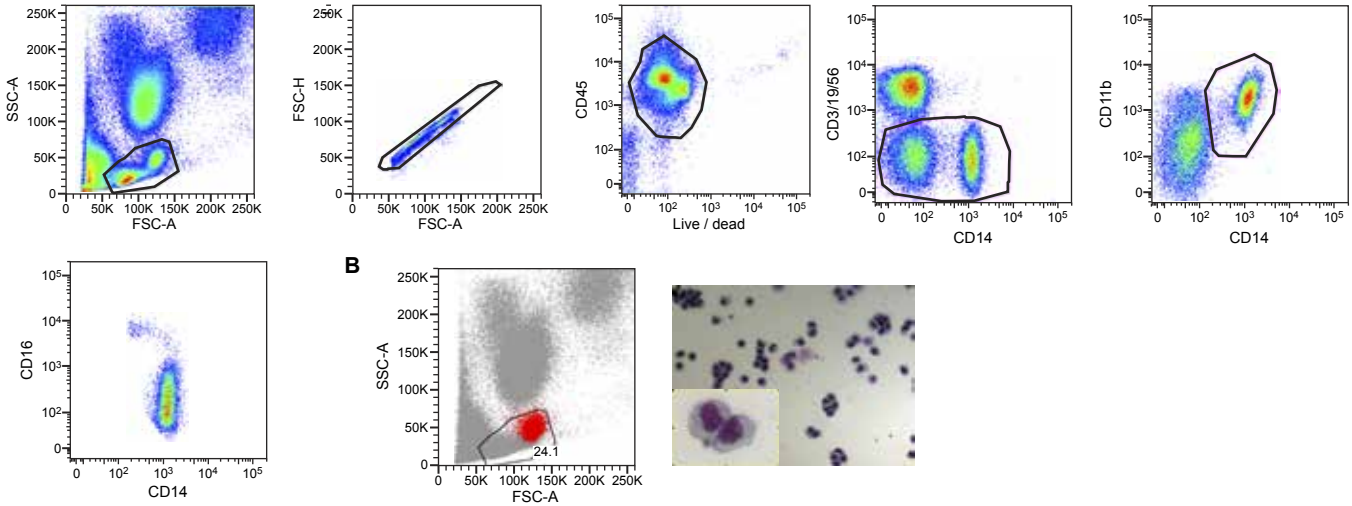 250K
200K
150K
100K
50K
0
SSC-A
0 50K 100K 150K 200K 250K
FSC-A
250K
200K
150K
100K
50K
0
FSC-H
0 50K 100K 150K 200K 250K
FSC-A
10⁵
10⁴
10³
0
CD45
0 10³ 10⁴ 10⁵
Live / dead
10⁵
10⁴
10³
10²
0
CD3/19/56
0 10² 10³ 10⁴ 10⁵
CD14
10⁵
10⁴
10³
10²
0
CD11b
0 10² 10³ 10⁴ 10⁵
CD14
10⁵
10⁴
10³
10²
0
CD16
0 10² 10³ 10⁴ 10⁵
CD14
B
250K
200K
150K
100K
50K
0
SSC-A
24.1
0 50K 100K 150K 200K 250K
FSC-A